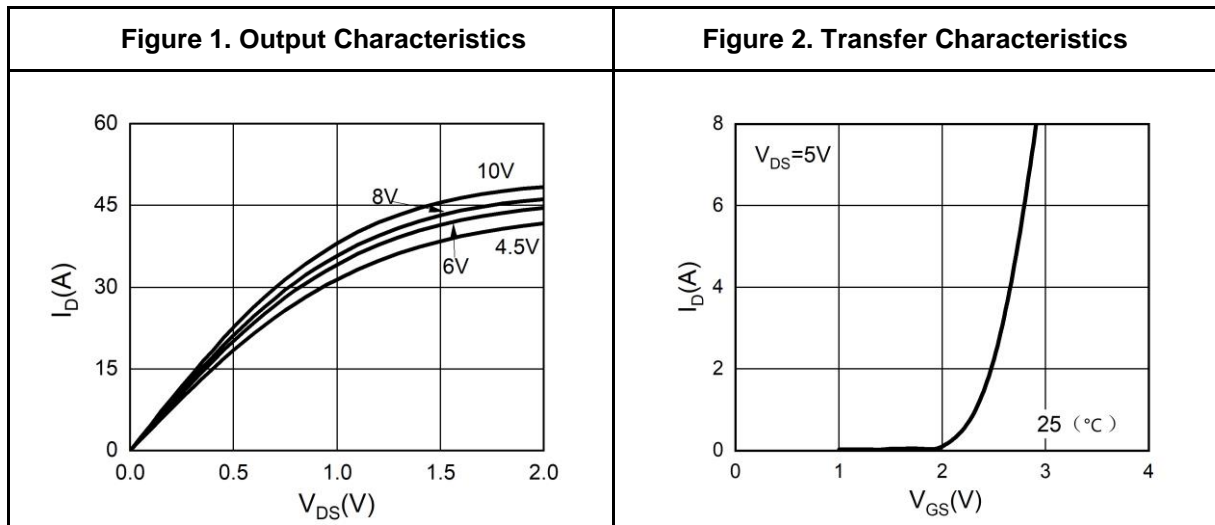 Figure 1. Output Characteristics
Figure 2. Transfer Characteristics
60
45
30
15
0
I_D(A)
10V
8V
6V
4.5V
0.0 0.5 1.0 1.5 2.0
V_DS(V)
8
6
4
2
0
I_D(A)
V_DS=5V
25（℃）
0 1 2 3 4
V_GS(V)